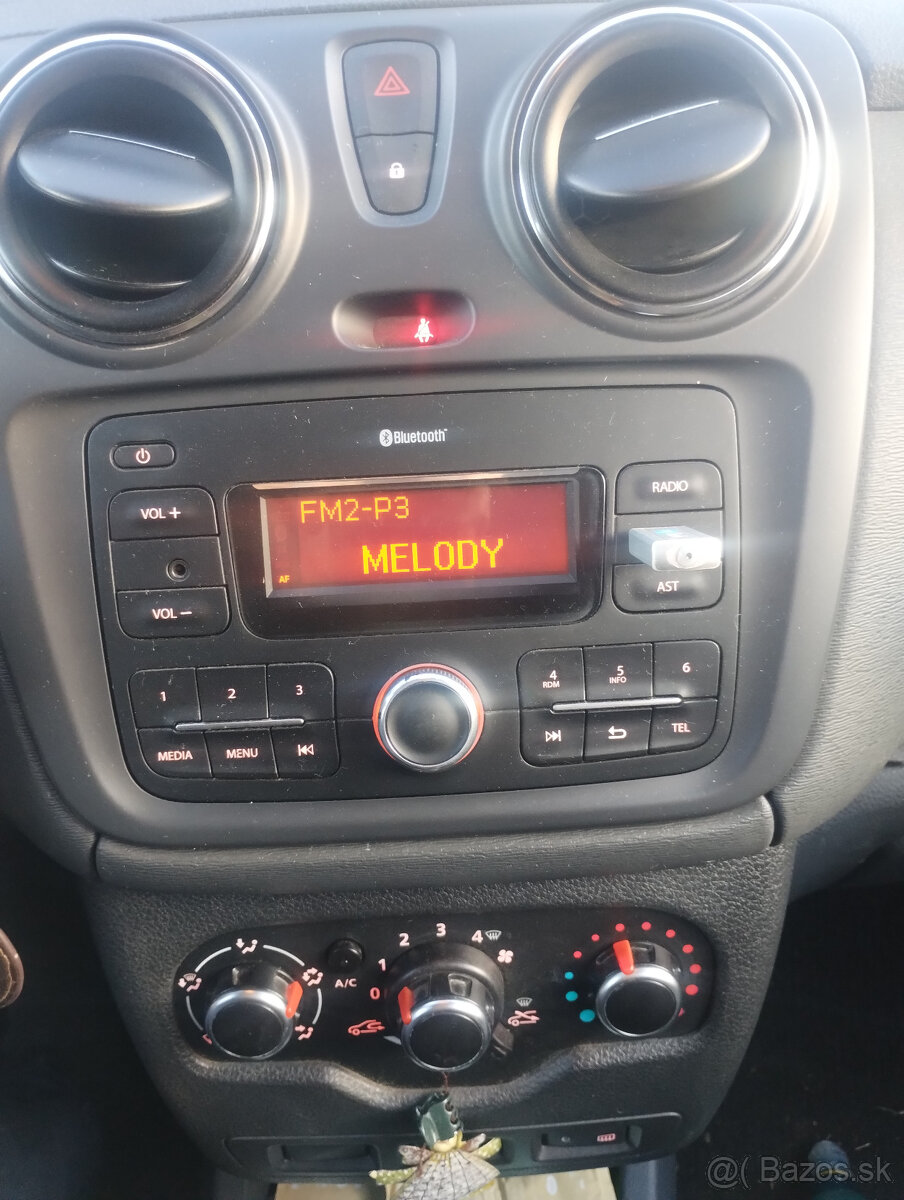 Bluetooth
VOL +
FM2-P3
RADIO
MELODY
AF
VOL −
AST
1 2 3
4 RDM 5 INFO 6
MEDIA MENU
TEL
0 1 2 3 4
A/C
@( Bazos.sk